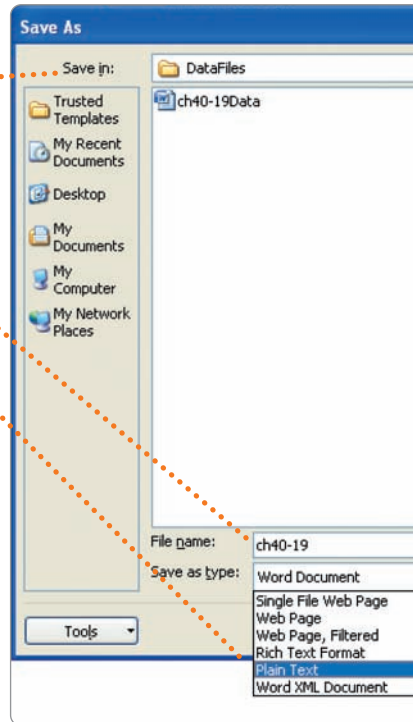 Save As
Save in:
DataFiles
Trusted
Templates
My Recent
Documents
Desktop
My
Documents
My
Computer
My Network
Places
ch40-19Data
File name:
ch40-19
Save as type:
Word Document
Single File Web Page
Web Page
Web Page, Filtered
Rich Text Format
Plain Text
Word XML Document
Tools